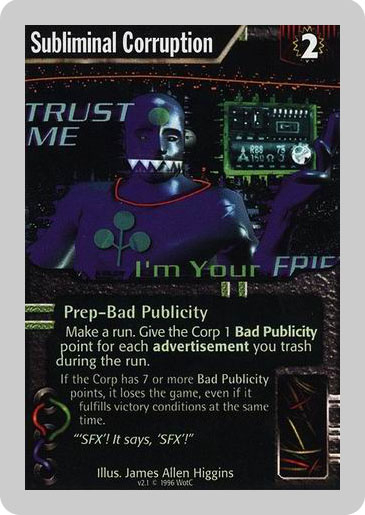 Subliminal Corruption
2
TRUST
ME
I'm Your FRIE
Prep-Bad Publicity
Make a run. Give the Corp 1 Bad Publicity
point for each advertisement you trash
during the run.
If the Corp has 7 or more Bad Publicity
points, it loses the game, even if it
fulfills victory conditions at the same
time.
"'SFX'! It says, 'SFX'!"
Illus. James Allen Higgins
v2.1 © 1996 WotC